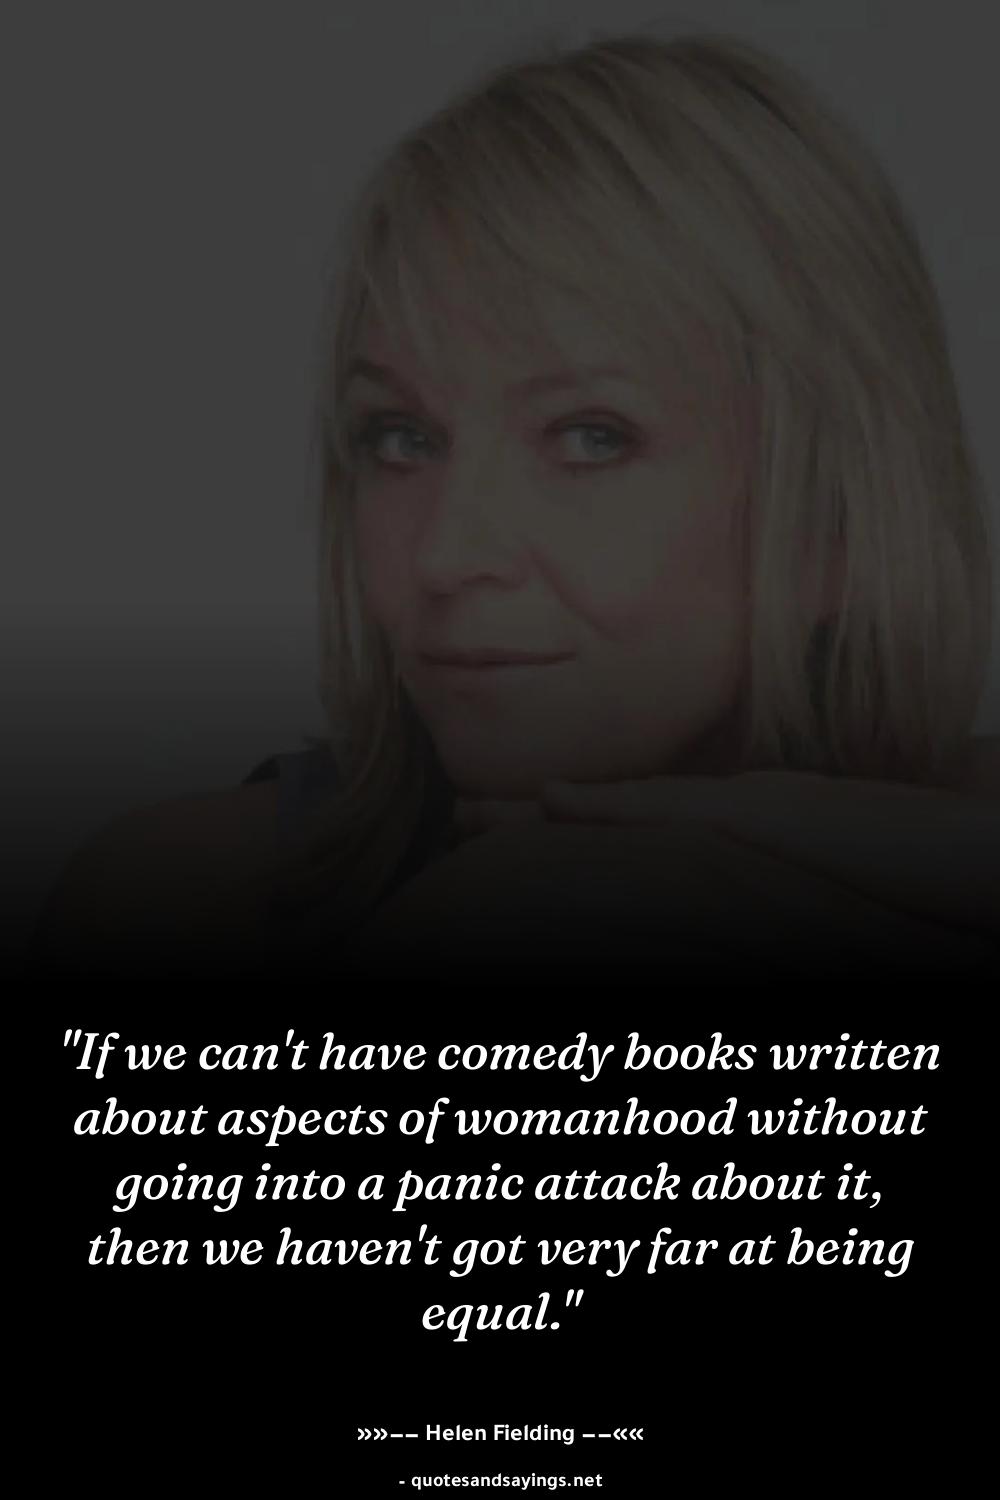 "If we can't have comedy books written
about aspects of womanhood without
going into a panic attack about it,
then we haven't got very far at being
equal."
»»−− Helen Fielding −−««
- quotesandsayings.net